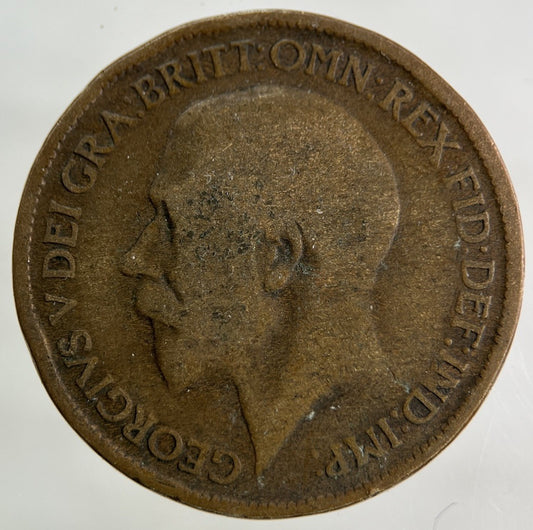 GEORGIVS V DEI GRA: BRITT: OMN: REX FID: DEF: IND: IMP: